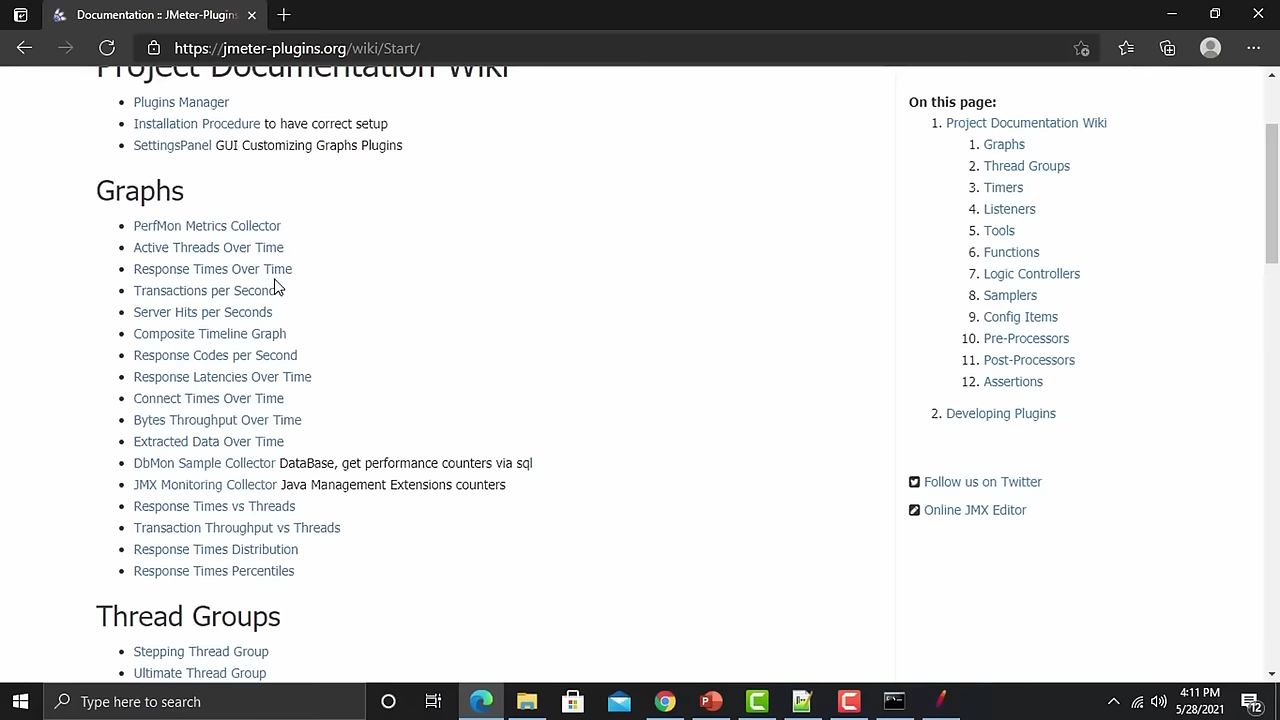 Documentation :: JMeter-Plugins
https://jmeter-plugins.org/wiki/Start/
Project Documentation Wiki
Plugins Manager
Installation Procedure to have correct setup
SettingsPanel GUI Customizing Graphs Plugins
Graphs
PerfMon Metrics Collector
Active Threads Over Time
Response Times Over Time
Transactions per Second
Server Hits per Seconds
Composite Timeline Graph
Response Codes per Second
Response Latencies Over Time
Connect Times Over Time
Bytes Throughput Over Time
Extracted Data Over Time
DbMon Sample Collector DataBase, get performance counters via sql
JMX Monitoring Collector Java Management Extensions counters
Response Times vs Threads
Transaction Throughput vs Threads
Response Times Distribution
Response Times Percentiles
Thread Groups
Stepping Thread Group
Ultimate Thread Group
On this page:
1. Project Documentation Wiki
1. Graphs
2. Thread Groups
3. Timers
4. Listeners
5. Tools
6. Functions
7. Logic Controllers
8. Samplers
9. Config Items
10. Pre-Processors
11. Post-Processors
12. Assertions
2. Developing Plugins
Follow us on Twitter
Online JMX Editor
Type here to search
4:11 PM
5/28/2021
12